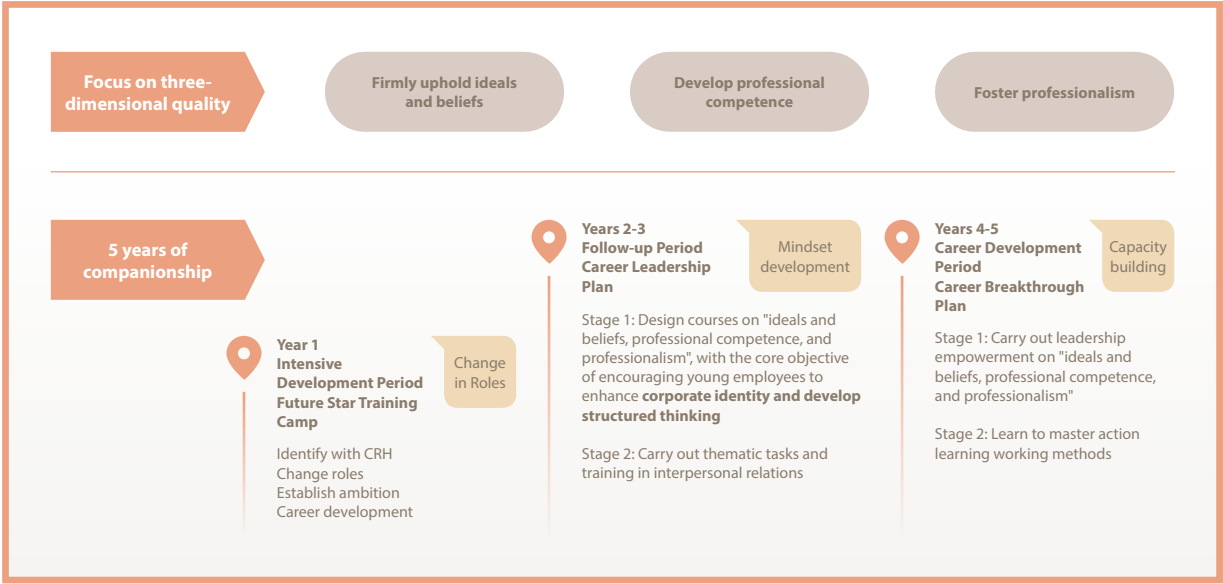 Focus on three-
dimensional quality
Firmly uphold ideals
and beliefs
Develop professional
competence
Foster professionalism
5 years of
companionship
Year 1
Intensive
Development Period
Future Star Training
Camp
Change
in Roles
Identify with CRH
Change roles
Establish ambition
Career development
Years 2-3
Follow-up Period
Career Leadership
Plan
Mindset
development
Stage 1: Design courses on "ideals and
beliefs, professional competence, and
professionalism", with the core objective
of encouraging young employees to
enhance corporate identity and develop
structured thinking
Stage 2: Carry out thematic tasks and
training in interpersonal relations
Years 4-5
Career Development
Period
Career Breakthrough
Plan
Capacity
building
Stage 1: Carry out leadership
empowerment on "ideals and
beliefs, professional competence,
and professionalism"
Stage 2: Learn to master action
learning working methods